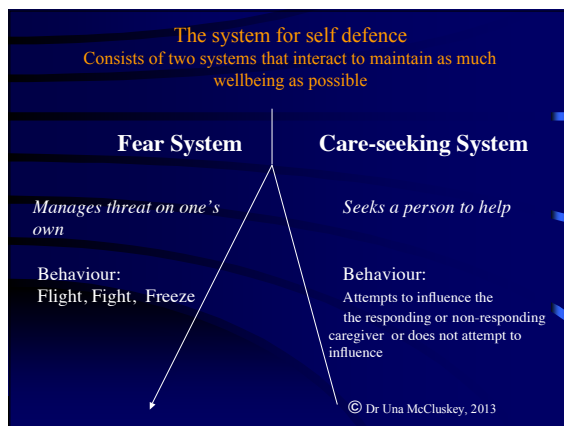 The system for self defence
Consists of two systems that interact to maintain as much
wellbeing as possible
Fear System
Care-seeking System
Manages threat on one's
own
Seeks a person to help
Behaviour:
Flight, Fight, Freeze
Behaviour:
Attempts to influence the
the responding or non-responding
caregiver or does not attempt to
influence
© Dr Una McCluskey, 2013